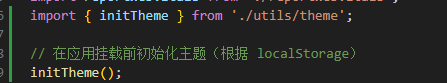 import { initTheme } from './utils/theme';
// 在应用挂载前初始化主题（根据 localStorage）
initTheme();